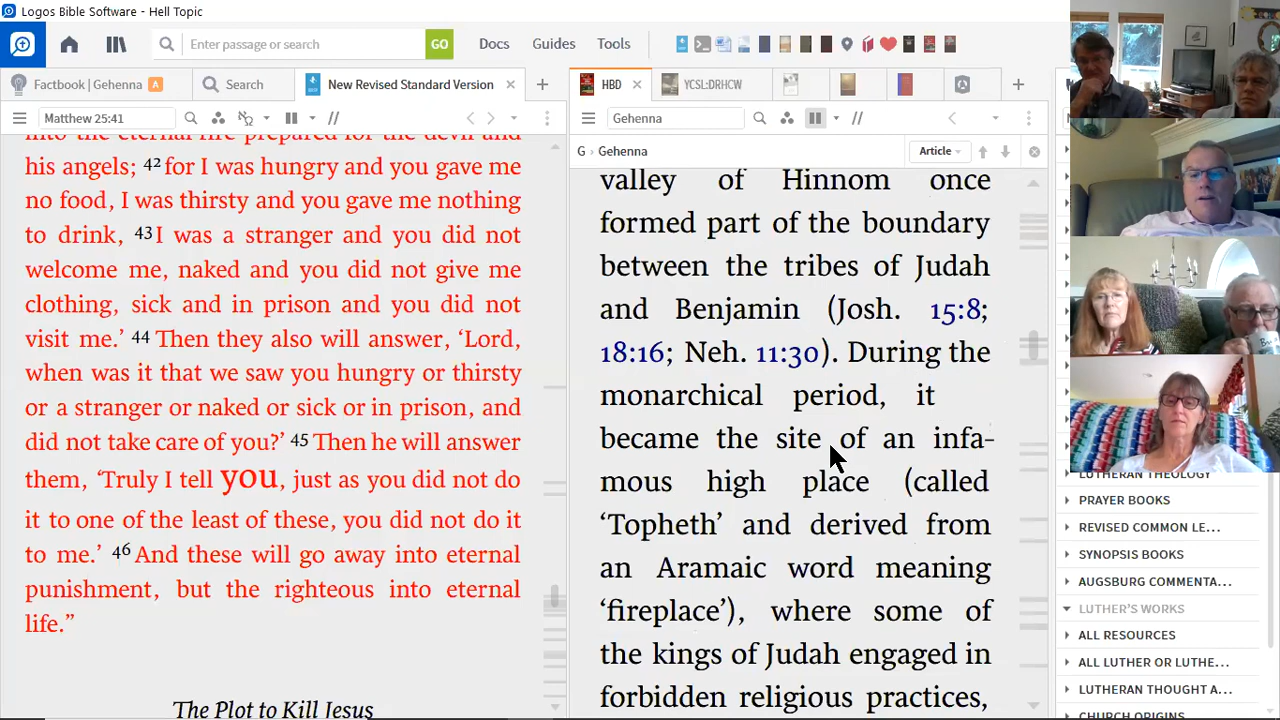 Logos Bible Software - Hell Topic
Enter passage or search
GO
Docs
Guides
Tools
Factbook | Gehenna
A
Search
New Revised Standard Version
HBD
YCSL:DRHCW
Matthew 25:41
Gehenna
G › Gehenna
Article
into the eternal fire prepared for the devil and
his angels; 42 for I was hungry and you gave me
no food, I was thirsty and you gave me nothing
to drink, 43 I was a stranger and you did not
welcome me, naked and you did not give me
clothing, sick and in prison and you did not
visit me.’ 44 Then they also will answer, ‘Lord,
when was it that we saw you hungry or thirsty
or a stranger or naked or sick or in prison, and
did not take care of you?’ 45 Then he will answer
them, ‘Truly I tell you, just as you did not do
it to one of the least of these, you did not do it
to me.’ 46 And these will go away into eternal
punishment, but the righteous into eternal
life.”
The Plot to Kill Jesus
valley of Hinnom once
formed part of the boundary
between the tribes of Judah
and Benjamin (Josh. 15:8;
18:16; Neh. 11:30). During the
monarchical period, it
became the site of an infa-
mous high place (called
‘Topheth’ and derived from
an Aramaic word meaning
‘fireplace’), where some of
the kings of Judah engaged in
forbidden religious practices,
LUTHERAN THEOLOGY
PRAYER BOOKS
REVISED COMMON LE...
SYNOPSIS BOOKS
AUGSBURG COMMENTA...
LUTHER'S WORKS
ALL RESOURCES
ALL LUTHER OR LUTHE...
LUTHERAN THOUGHT A...
CHURCH ORIGINS